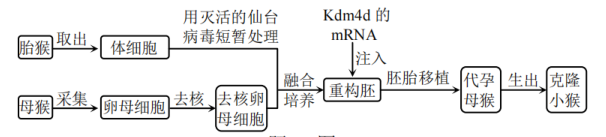 用灭活的仙台
病毒短暂处理
Kdm4d 的
mRNA
胎猴
取出
体细胞
注入
融合
培养
重构胚
胚胎移植
代孕
母猴
生出
克隆
小猴
母猴
采集
卵母细胞
去核
去核卵
母细胞